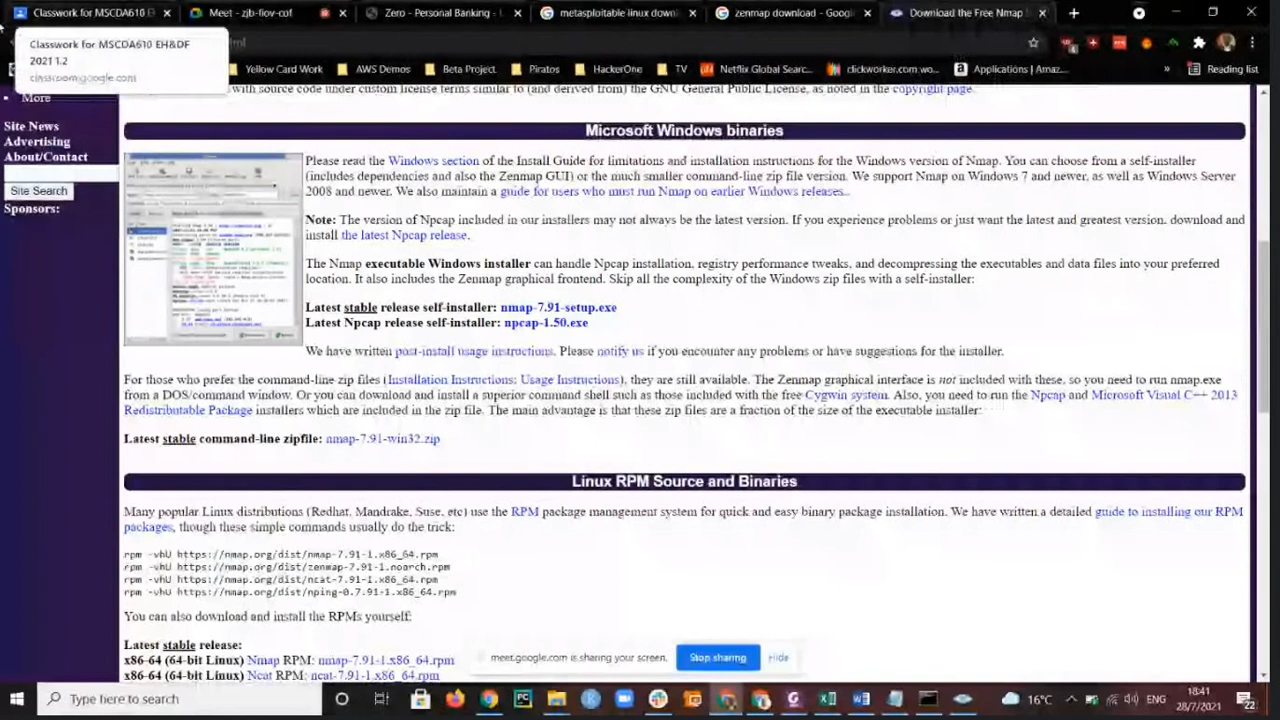 Classwork for MSCDA610 E
Meet - zjb-fiov-cof
Zero - Personal Banking - L
metasploitable linux down
zenmap download - Google
Download the Free Nmap
Classwork for MSCDA610 EH&DF
2021 1.2
classroom.google.com
Yellow Card Work
AWS Demos
Beta Project
Piratos
HackerOne
TV
Netflix Global Searc...
clickworker.com wo...
Applications | Amaz...
»
Reading list
More
Site News
Advertising
About/Contact
Site Search
Sponsors:
with source code under custom license terms similar to (and derived from) the GNU General Public License, as noted in the copyright page.
Microsoft Windows binaries
Please read the Windows section of the Install Guide for limitations and installation instructions for the Windows version of Nmap. You can choose from a self-installer
(includes dependencies and also the Zenmap GUI) or the much smaller command-line zip file version. We support Nmap on Windows 7 and newer, as well as Windows Server
2008 and newer. We also maintain a guide for users who must run Nmap on earlier Windows releases.
Note: The version of Npcap included in our installers may not always be the latest version. If you experience problems or just want the latest and greatest version, download and
install the latest Npcap release.
The Nmap executable Windows installer can handle Npcap installation, registry performance tweaks, and decompressing the executables and data files into your preferred
location. It also includes the Zenmap graphical frontend. Skip all the complexity of the Windows zip files with a self-installer:
Latest stable release self-installer: nmap-7.91-setup.exe
Latest Npcap release self-installer: npcap-1.50.exe
We have written post-install usage instructions. Please notify us if you encounter any problems or have suggestions for the installer.
For those who prefer the command-line zip files (Installation Instructions; Usage Instructions), they are still available. The Zenmap graphical interface is not included with these, so you need to run nmap.exe
from a DOS/command window. Or you can download and install a superior command shell such as those included with the free Cygwin system. Also, you need to run the Npcap and Microsoft Visual C++ 2013
Redistributable Package installers which are included in the zip file. The main advantage is that these zip files are a fraction of the size of the executable installer:
Latest stable command-line zipfile: nmap-7.91-win32.zip
Linux RPM Source and Binaries
Many popular Linux distributions (Redhat, Mandrake, Suse, etc) use the RPM package management system for quick and easy binary package installation. We have written a detailed guide to installing our RPM
packages, though these simple commands usually do the trick:
rpm -vhU https://nmap.org/dist/nmap-7.91-1.x86_64.rpm
rpm -vhU https://nmap.org/dist/zenmap-7.91-1.noarch.rpm
rpm -vhU https://nmap.org/dist/ncat-7.91-1.x86_64.rpm
rpm -vhU https://nmap.org/dist/nping-0.7.91-1.x86_64.rpm
You can also download and install the RPMs yourself:
Latest stable release:
x86-64 (64-bit Linux) Nmap RPM: nmap-7.91-1.x86_64.rpm
x86-64 (64-bit Linux) Ncat RPM: ncat-7.91-1.x86_64.rpm
meet.google.com is sharing your screen.
Stop sharing
Hide
Type here to search
16°C
ENG
18:41
28/7/2021
22